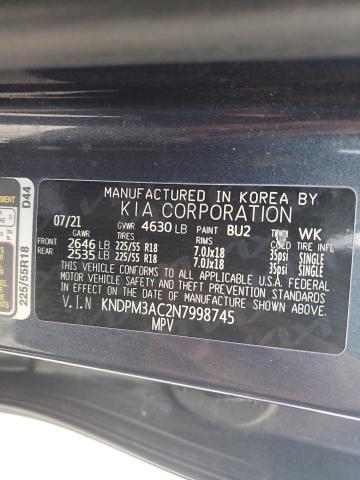 MANUFACTURED IN KOREA BY
KIA CORPORATION
07/21 GVWR 4630 LB PAINT BU2 WK
GAWR RIMS COLD TIRE INFL.
FRONT 2646 LB 225/55 R18 7.0Jx18 35psi SINGLE
REAR 2535 LB 225/55 R18 7.0Jx18 35psi SINGLE
THIS VEHICLE CONFORMS TO ALL APPLICABLE
U.S.A. FEDERAL MOTOR VEHICLE SAFETY, BUMPER, AND THEFT PREVENTION
STANDARDS IN EFFECT ON THE DATE OF
MANUFACTURE SHOWN ABOVE.
V.I.N KNDPM3AC2N7998745
MPV
D44
225/55R18